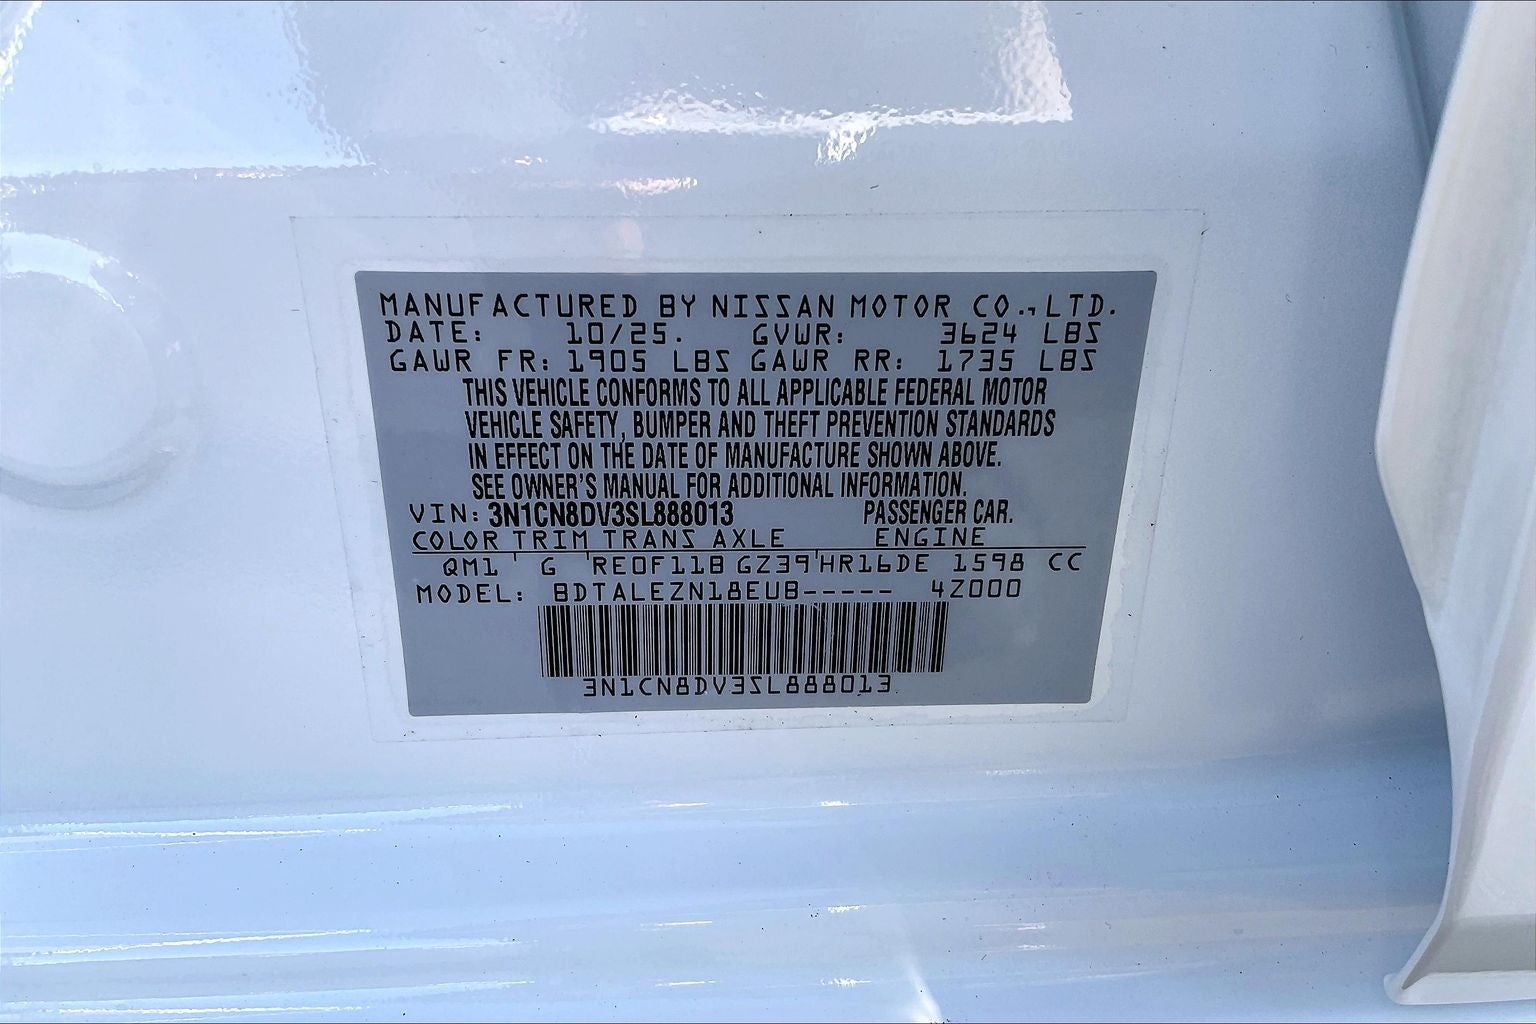 MANUFACTURED BY NISSAN MOTOR CO., LTD.
DATE: 10/25. GVWR: 3624 LBS
GAWR FR: 1905 LBS GAWR RR: 1735 LBS
THIS VEHICLE CONFORMS TO ALL APPLICABLE FEDERAL MOTOR
VEHICLE SAFETY, BUMPER AND THEFT PREVENTION STANDARDS
IN EFFECT ON THE DATE OF MANUFACTURE SHOWN ABOVE.
SEE OWNER'S MANUAL FOR ADDITIONAL INFORMATION.
VIN: 3N1CN8DV3SL888013 PASSENGER CAR.
COLOR TRIM TRANS AXLE ENGINE
QM1 G RE0F11B GZ39 HR16DE 1598 CC
MODEL: BDTALEZN18EUB----- 4Z000
3N1CN8DV3SL888013